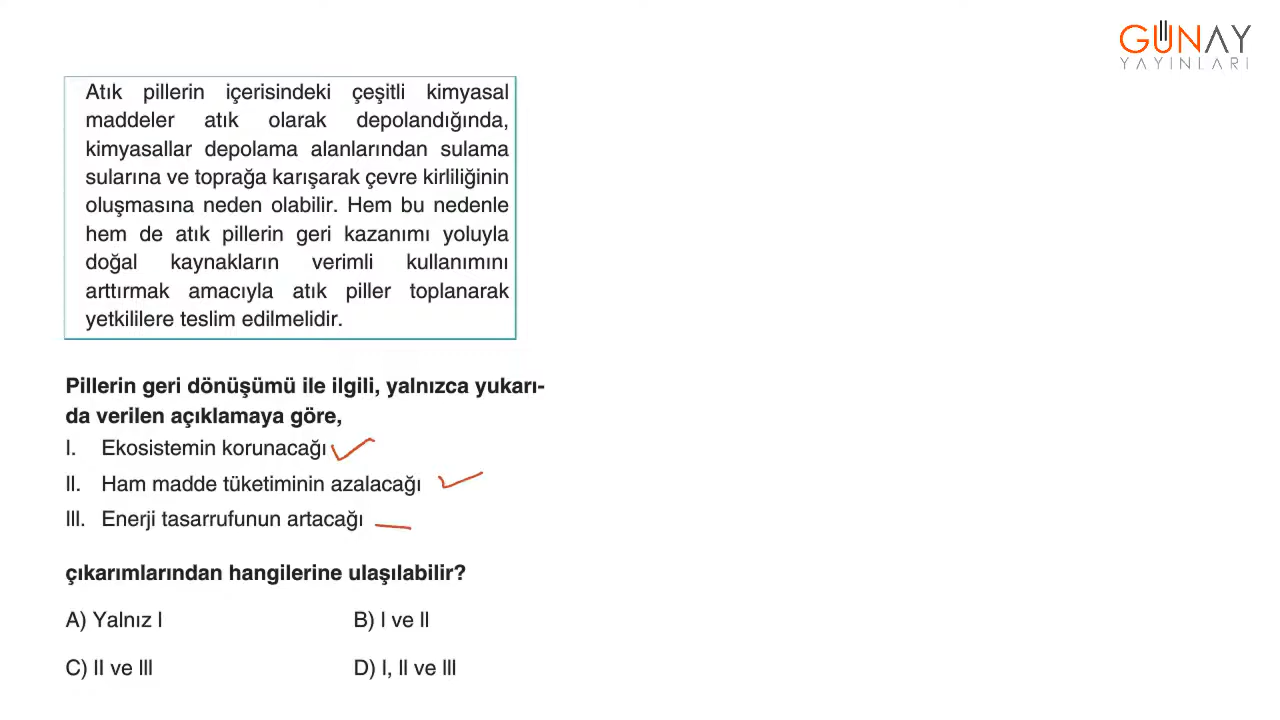 GÜNAY
YAYINLARI
Atık pillerin içerisindeki çeşitli kimyasal
maddeler atık olarak depolandığında,
kimyasallar depolama alanlarından sulama
sularına ve toprağa karışarak çevre kirliliğinin
oluşmasına neden olabilir. Hem bu nedenle
hem de atık pillerin geri kazanımı yoluyla
doğal kaynakların verimli kullanımını
arttırmak amacıyla atık piller toplanarak
yetkililere teslim edilmelidir.
Pillerin geri dönüşümü ile ilgili, yalnızca yukarı-
da verilen açıklamaya göre,
I. Ekosistemin korunacağı
II. Ham madde tüketiminin azalacağı
III. Enerji tasarrufunun artacağı
çıkarımlarından hangilerine ulaşılabilir?
A) Yalnız I B) I ve II
C) II ve III D) I, II ve III